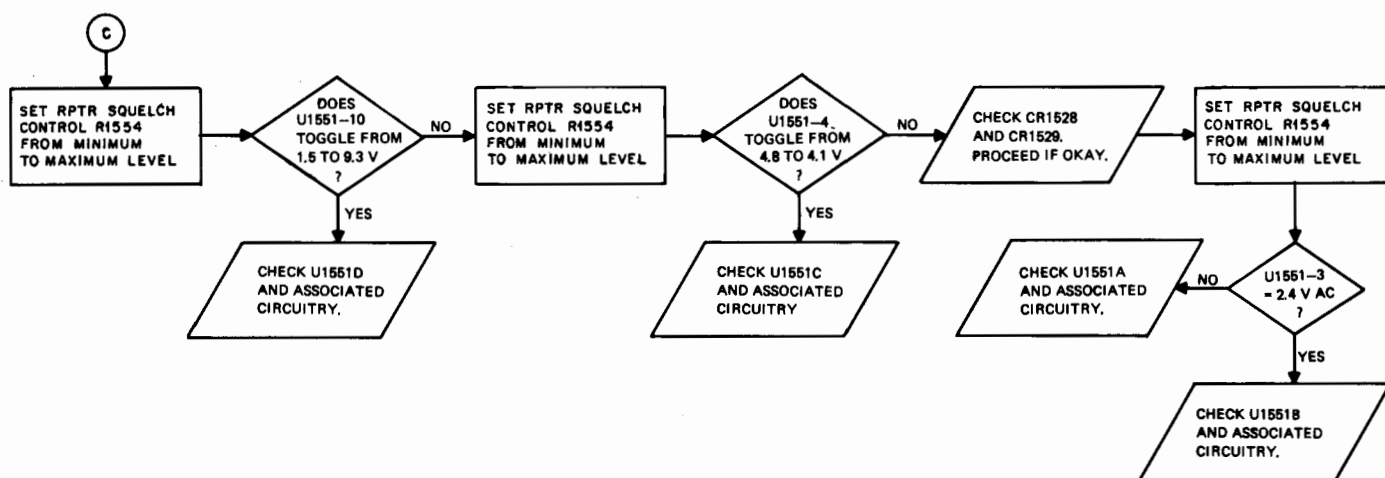 C
SET RPTR SQUELCH
CONTROL R1554
FROM MINIMUM
TO MAXIMUM LEVEL
DOES
U1551-10
TOGGLE FROM
1.5 TO 9.3 V
?
NO
YES
CHECK U1551D
AND ASSOCIATED
CIRCUITRY.
SET RPTR SQUELCH
CONTROL R1554
FROM MINIMUM
TO MAXIMUM LEVEL
DOES
U1551-4
TOGGLE FROM
4.8 TO 4.1 V
?
NO
YES
CHECK U1551C
AND ASSOCIATED
CIRCUITRY
CHECK CR1528
AND CR1529.
PROCEED IF OKAY.
SET RPTR SQUELCH
CONTROL R1554
FROM MINIMUM
TO MAXIMUM LEVEL
U1551-3
= 2.4 V AC
?
NO
CHECK U1551A
AND ASSOCIATED
CIRCUITRY.
YES
CHECK U1551B
AND ASSOCIATED
CIRCUITRY.